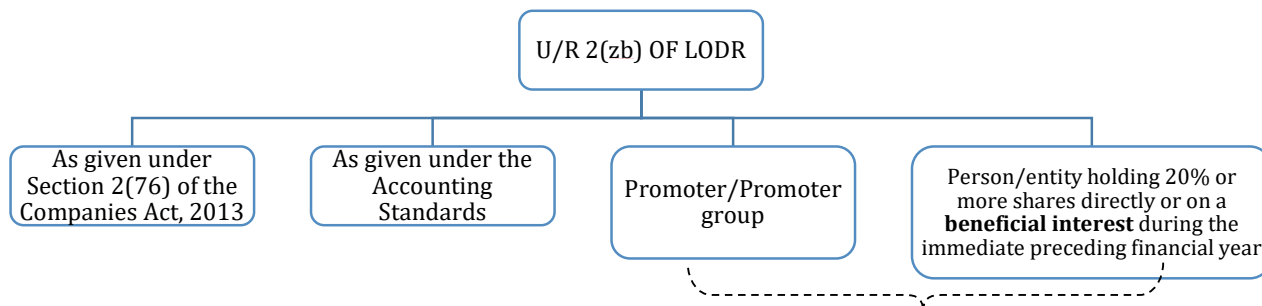 U/R 2(zb) OF LODR
As given under
Section 2(76) of the
Companies Act, 2013
As given under the
Accounting
Standards
Promoter/Promoter
group
Person/entity holding 20% or
more shares directly or on a
beneficial interest during the
immediate preceding financial year